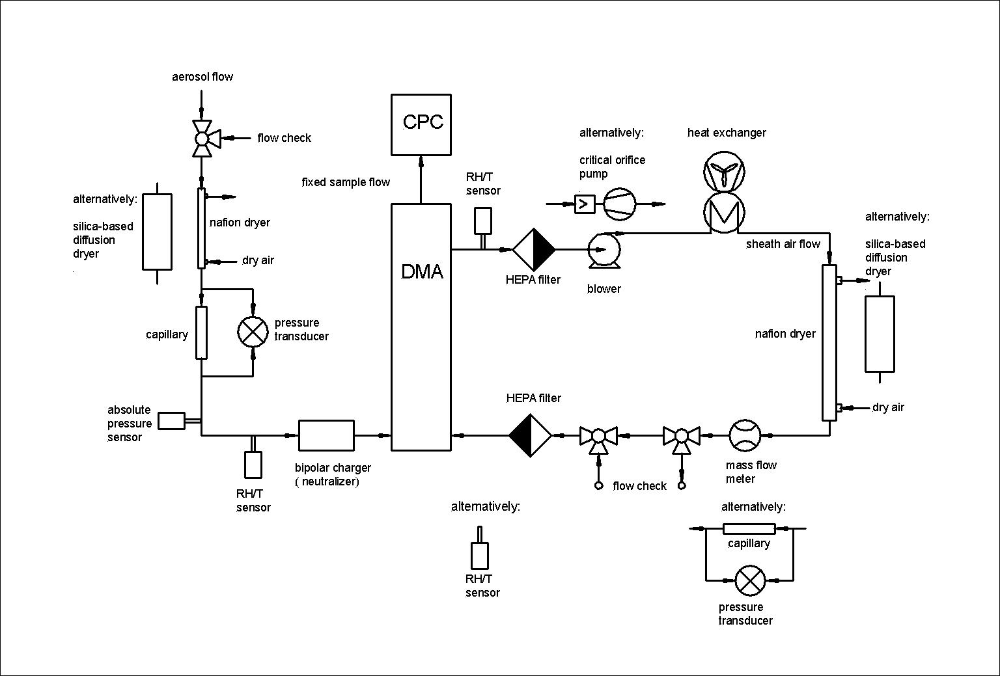 aerosol flow
flow check
alternatively:
silica-based
diffusion
dryer
nafion dryer
dry air
capillary
pressure
transducer
absolute
pressure
sensor
RH/T
sensor
bipolar charger
( neutralizer)
CPC
fixed sample flow
DMA
RH/T
sensor
HEPA filter
alternatively:
critical orifice
pump
blower
heat exchanger
sheath air flow
alternatively:
silica-based
diffusion
dryer
nafion dryer
dry air
HEPA filter
flow check
mass flow
meter
alternatively:
RH/T
sensor
alternatively:
capillary
pressure
transducer